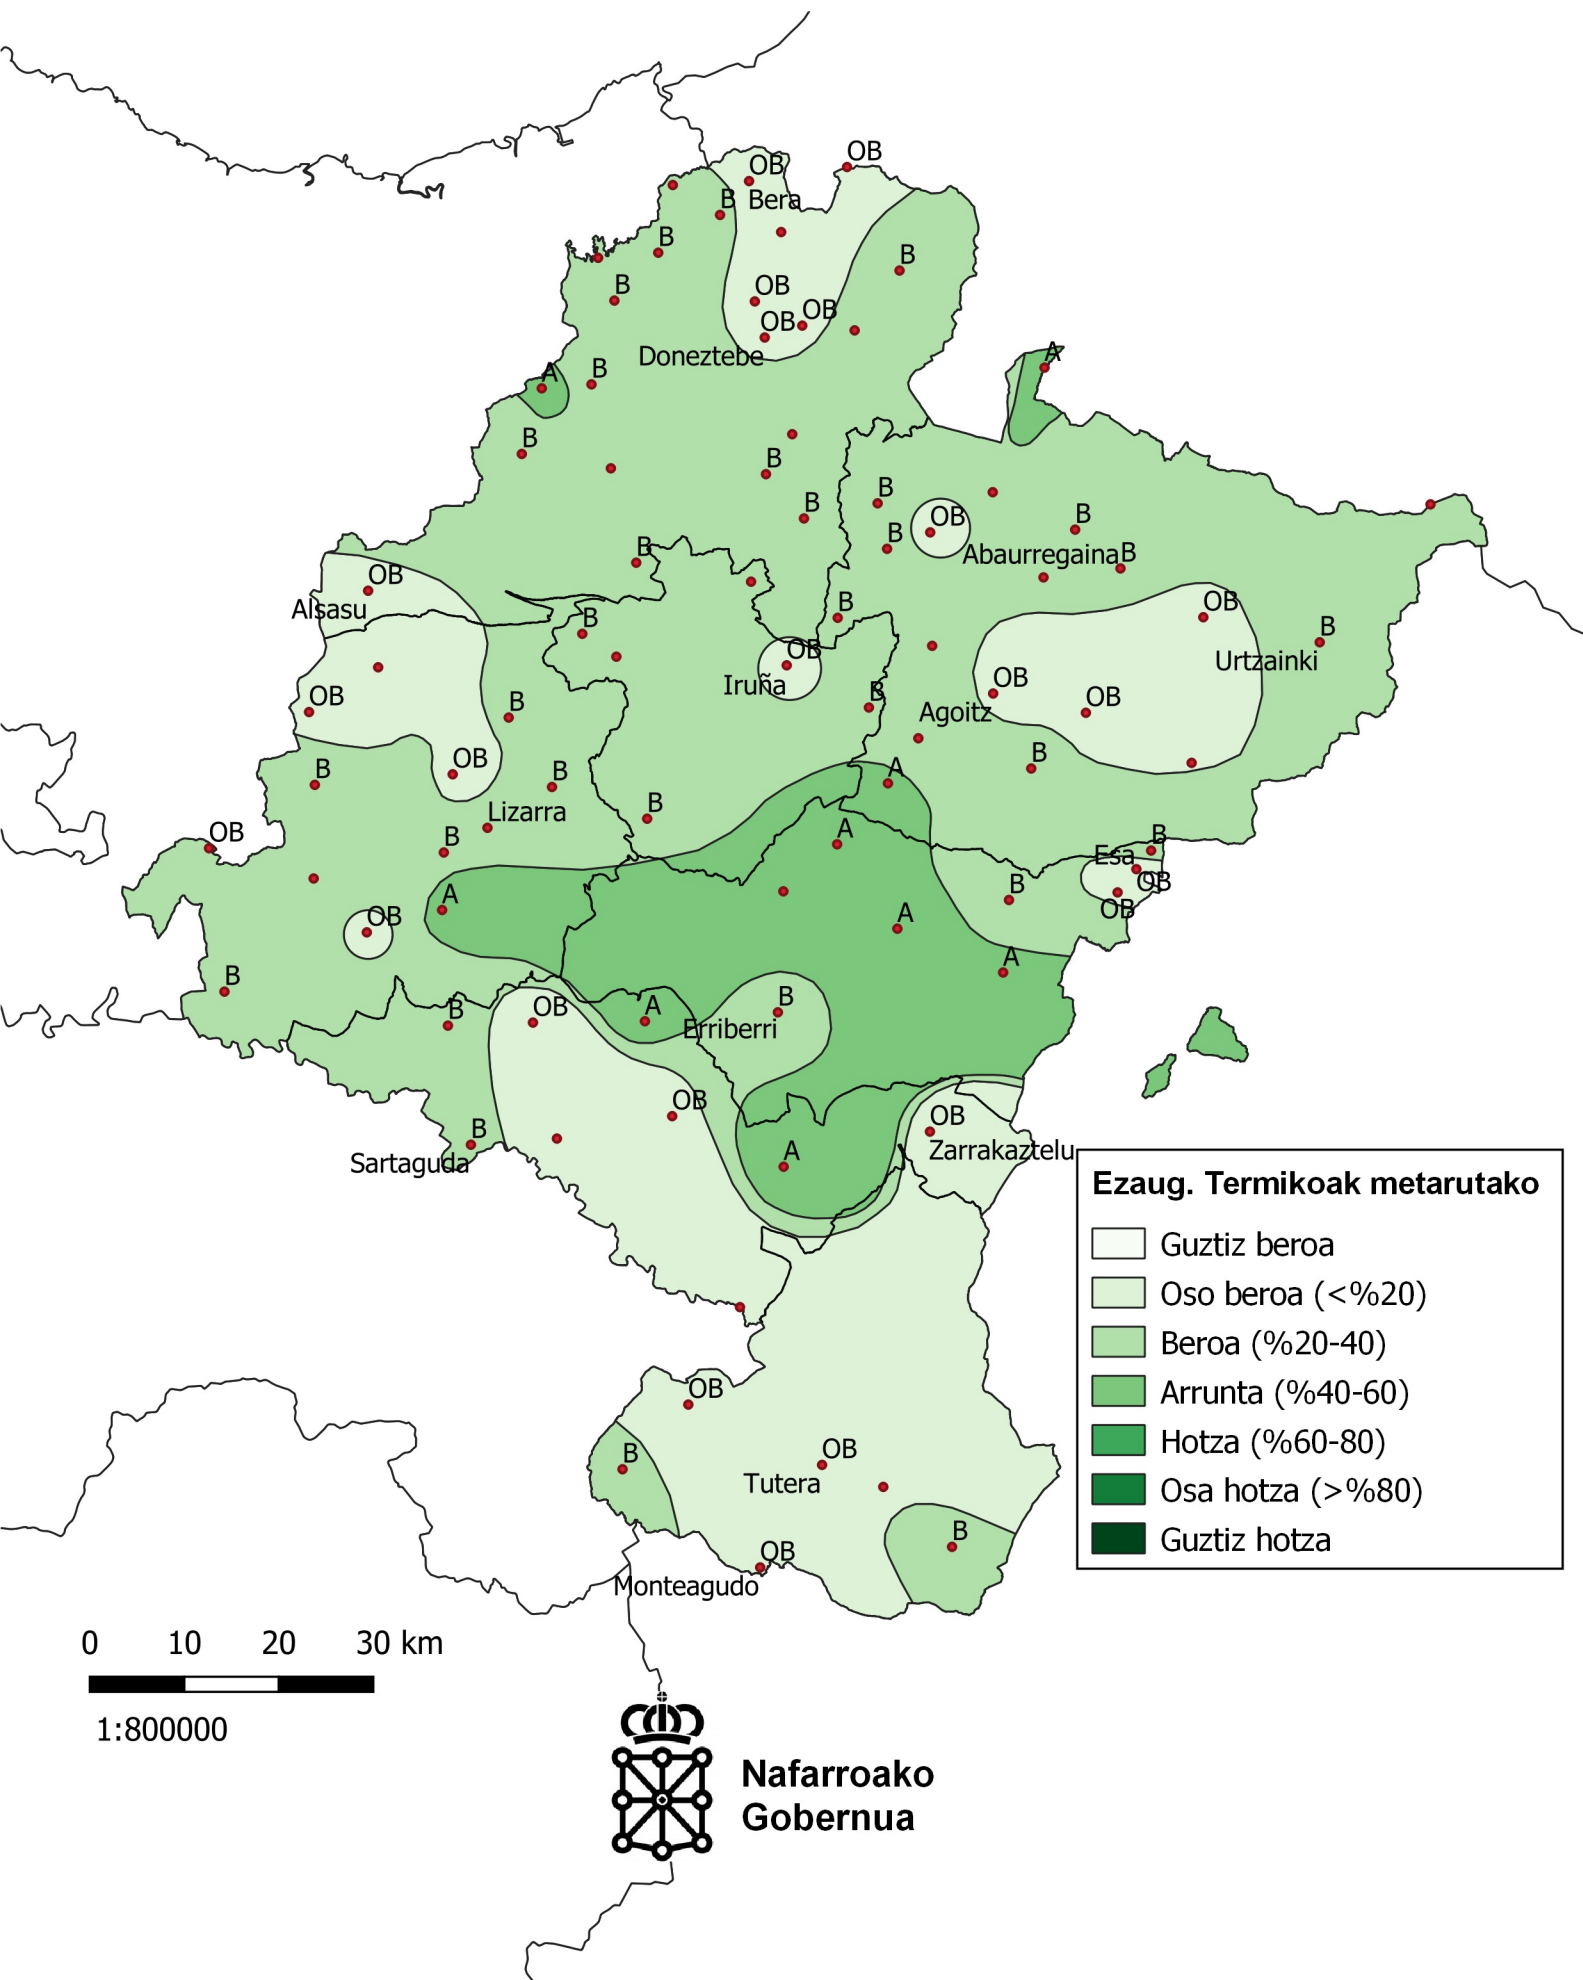 OB
OB
B
Bera
B
B
B
OB
OB
OB
Doneztebe
A
A
B
B
B
B
B
OB
B
B
Abaurregaina
B
B
OB
Alsasu
B
B
OB
B
OB
Iruña
Urtzainki
OB
OB
OB
B
B
Agoitz
OB
B
B
B
A
B
Lizarra
B
OB
B
A
B
Esa
OB
OB
B
A
OB
A
A
B
B
OB
A
B
Erriberri
OB
OB
Zarrakaztelu
B
Sartaguda
A
Ezaug. Termikoak metarutako
Guztiz beroa
Oso beroa (<%20)
Beroa (%20-40)
Arrunta (%40-60)
Hotza (%60-80)
Osa hotza (>%80)
Guztiz hotza
OB
B
OB
Tutera
B
OB
Monteagudo
0 10 20 30 km
1:800000
Nafarroako
Gobernua